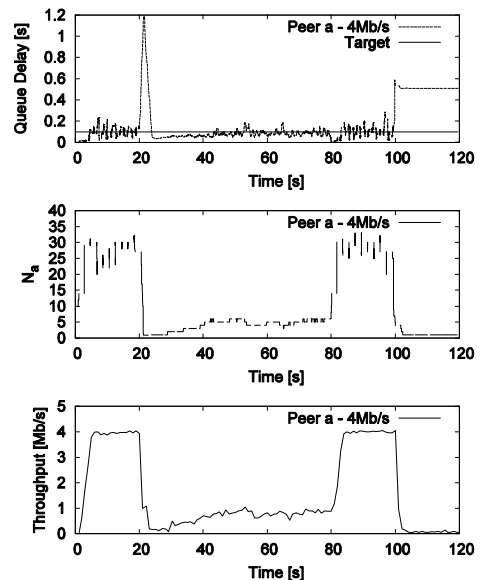 Queue Delay [s]
1.2
1
0.8
0.6
0.4
0.2
0
Peer a - 4Mb/s
Target
0 20 40 60 80 100 120
Time [s]
Na
40
35
30
25
20
15
10
5
0
Peer a - 4Mb/s
0 20 40 60 80 100 120
Time [s]
Throughput [Mb/s]
5
4
3
2
1
0
Peer a - 4Mb/s
0 20 40 60 80 100 120
Time [s]